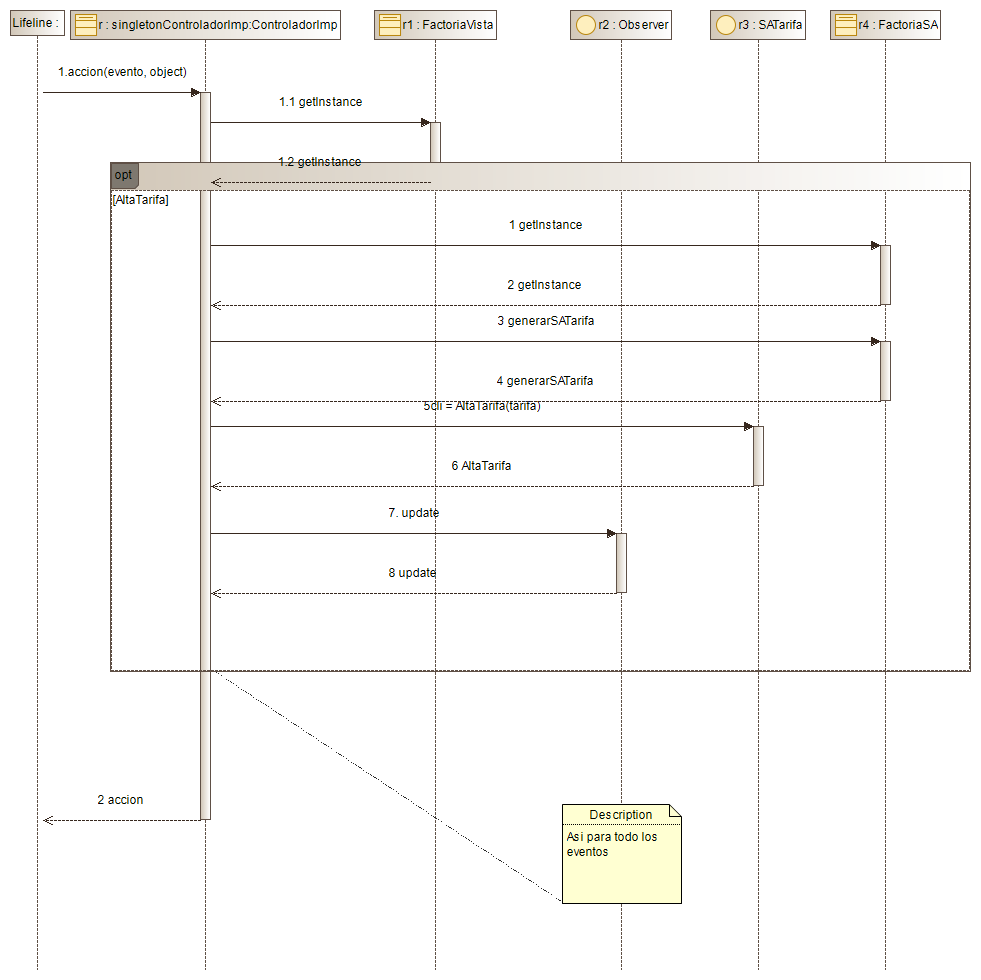 Lifeline :
r : singletonControladorImp:ControladorImp
r1 : FactoriaVista
r2 : Observer
r3 : SATarifa
r4 : FactoriaSA
1.accion(evento, object)
1.1 getInstance
1.2 getInstance
opt
[AltaTarifa]
1 getInstance
2 getInstance
3 generarSATarifa
4 generarSATarifa
5cli = AltaTarifa(tarifa)
6 AltaTarifa
7. update
8 update
2 accion
Description
Asi para todo los
eventos